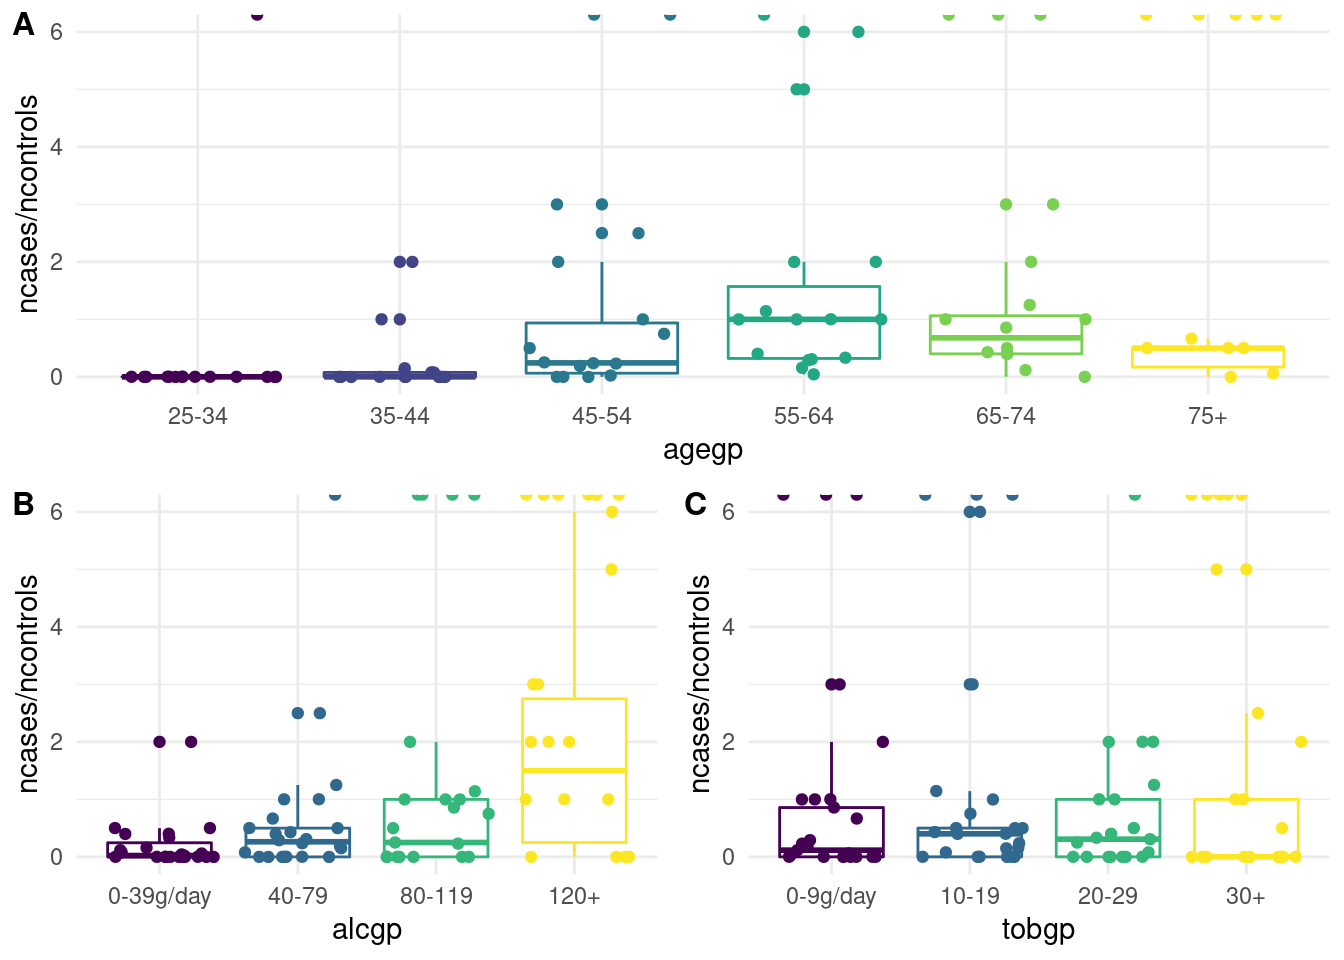 A
ncases/ncontrols
6
4
2
0
25-34 35-44 45-54 55-64 65-74 75+
agegp
B
ncases/ncontrols
6
4
2
0
0-39g/day 40-79 80-119 120+
alcgp
C
ncases/ncontrols
6
4
2
0
0-9g/day 10-19 20-29 30+
tobgp